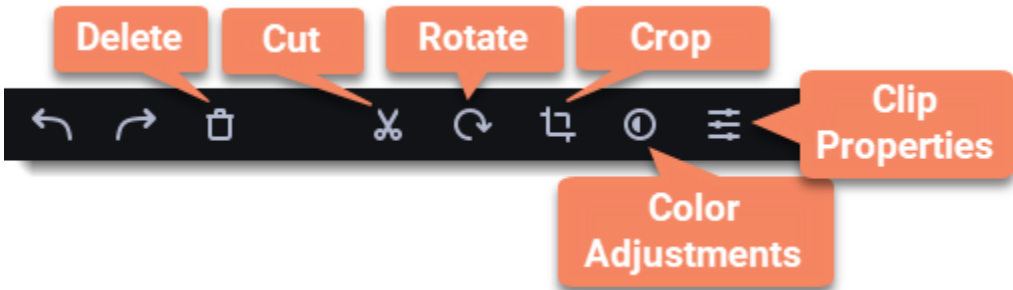 Delete
Cut
Rotate
Crop
Clip
Properties
Color
Adjustments